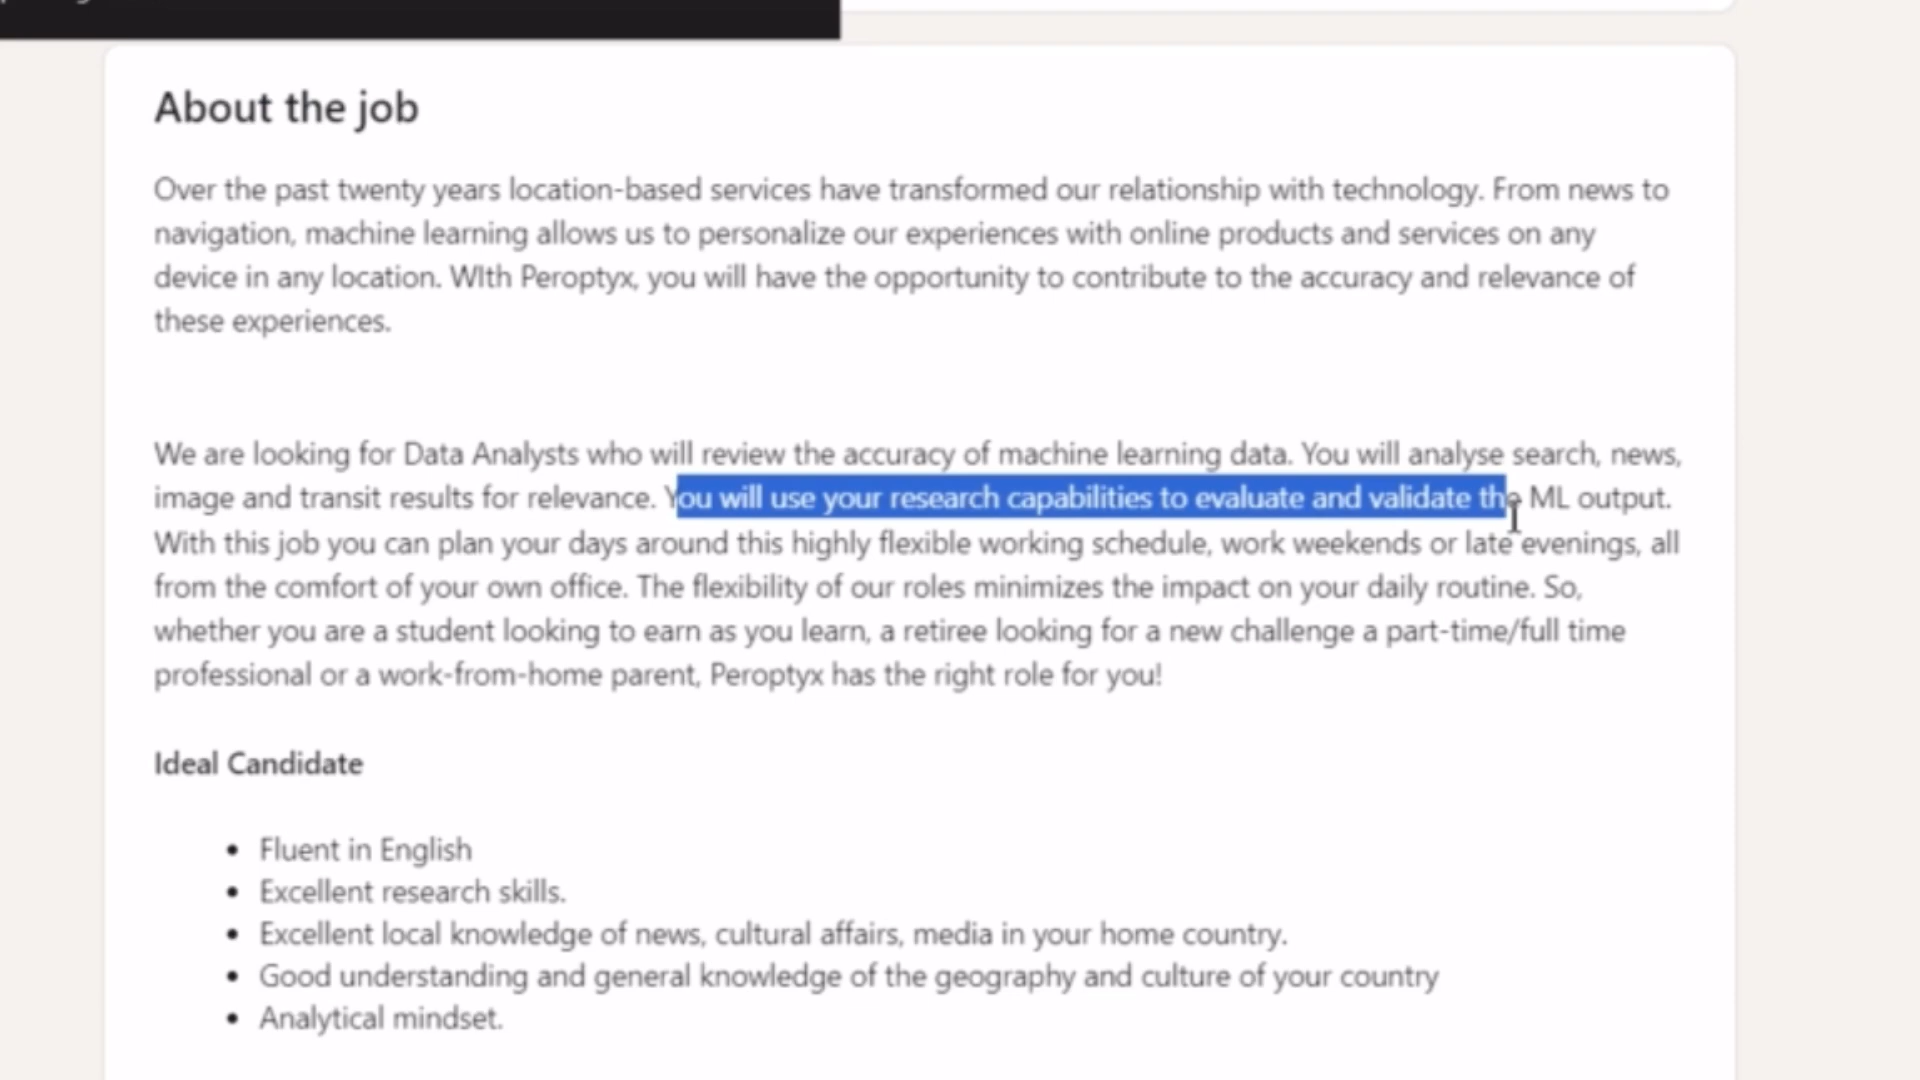 About the job
Over the past twenty years location-based services have transformed our relationship with technology. From news to
navigation, machine learning allows us to personalize our experiences with online products and services on any
device in any location. WIth Peroptyx, you will have the opportunity to contribute to the accuracy and relevance of
these experiences.
We are looking for Data Analysts who will review the accuracy of machine learning data. You will analyse search, news,
image and transit results for relevance. You will use your research capabilities to evaluate and validate the ML output.
With this job you can plan your days around this highly flexible working schedule, work weekends or late evenings, all
from the comfort of your own office. The flexibility of our roles minimizes the impact on your daily routine. So,
whether you are a student looking to earn as you learn, a retiree looking for a new challenge a part-time/full time
professional or a work-from-home parent, Peroptyx has the right role for you!
Ideal Candidate
• Fluent in English
• Excellent research skills.
• Excellent local knowledge of news, cultural affairs, media in your home country.
• Good understanding and general knowledge of the geography and culture of your country
• Analytical mindset.